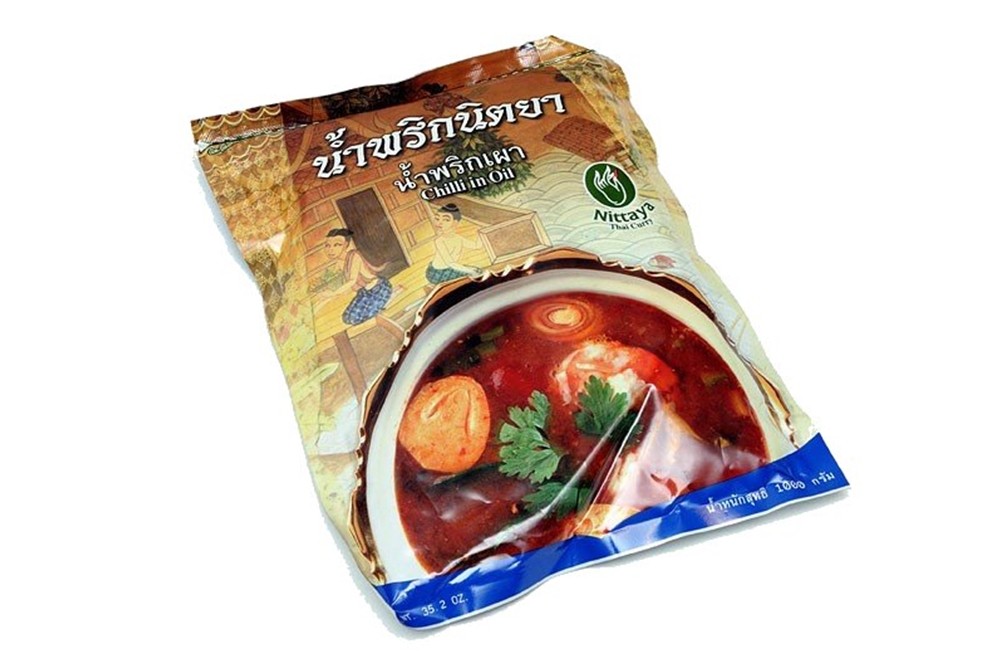 น้ำพริกนิตยา
น้ำพริกเผา
Chilli in Oil
Nittaya
Thai Curry
น้ำหนักสุทธิ 1000 กรัม
35.2 OZ.